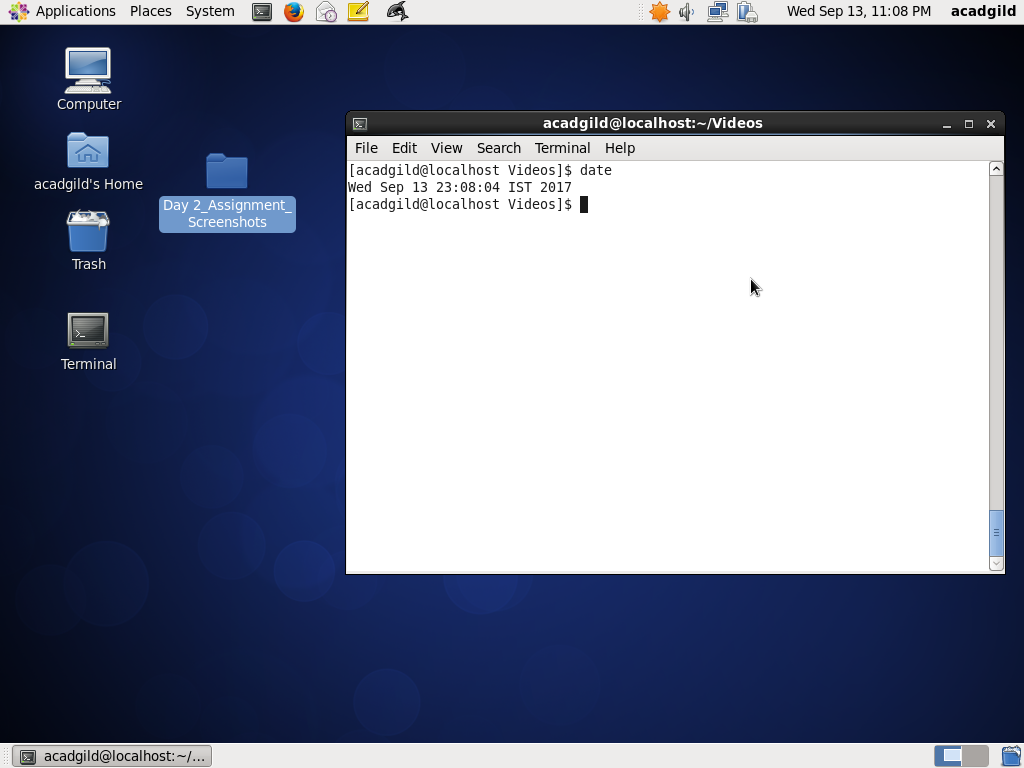 Applications Places System
Wed Sep 13, 11:08 PM acadgild
Computer
acadgild's Home
Day 2_Assignment_
Screenshots
Trash
Terminal
acadgild@localhost:~/Videos
File Edit View Search Terminal Help
[acadgild@localhost Videos]$ date
Wed Sep 13 23:08:04 IST 2017
[acadgild@localhost Videos]$
acadgild@localhost:~/...